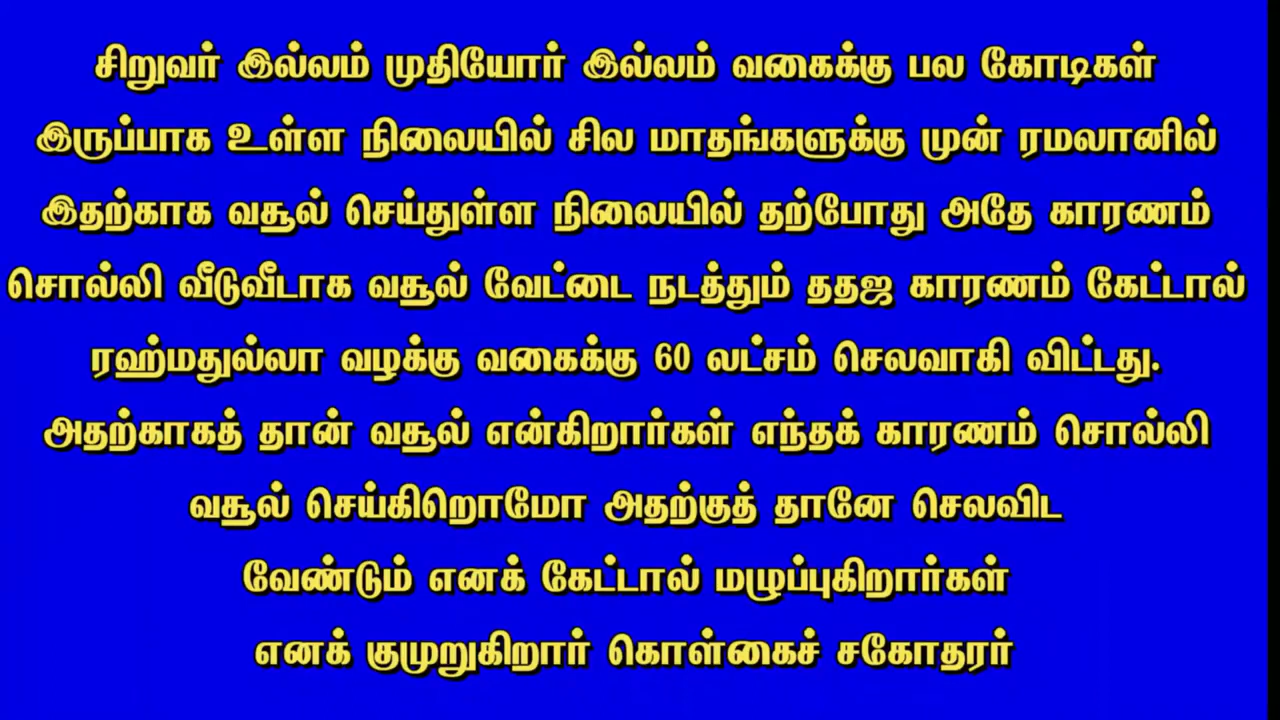 சிறுவர் இல்லம் முதியோர் இல்லம் வகைக்கு பல கோடிகள்
இருப்பாக உள்ள நிலையில் சில மாதங்களுக்கு முன் ரமலானில்
இதற்காக வசூல் செய்துள்ள நிலையில் தற்போது அதே காரணம்
சொல்லி வீடுவீடாக வசூல் வேட்டை நடத்தும் ததஜ காரணம் கேட்டால்
ரஹ்மதுல்லா வழக்கு வகைக்கு 60 லட்சம் செலவாகி விட்டது.
அதற்காகத் தான் வசூல் என்கிறார்கள் எந்தக் காரணம் சொல்லி
வசூல் செய்கிறொமோ அதற்குத் தானே செலவிட
வேண்டும் எனக் கேட்டால் மழுப்புகிறார்கள்
எனக் குமுறுகிறார் கொள்கைச் சகோதரர்